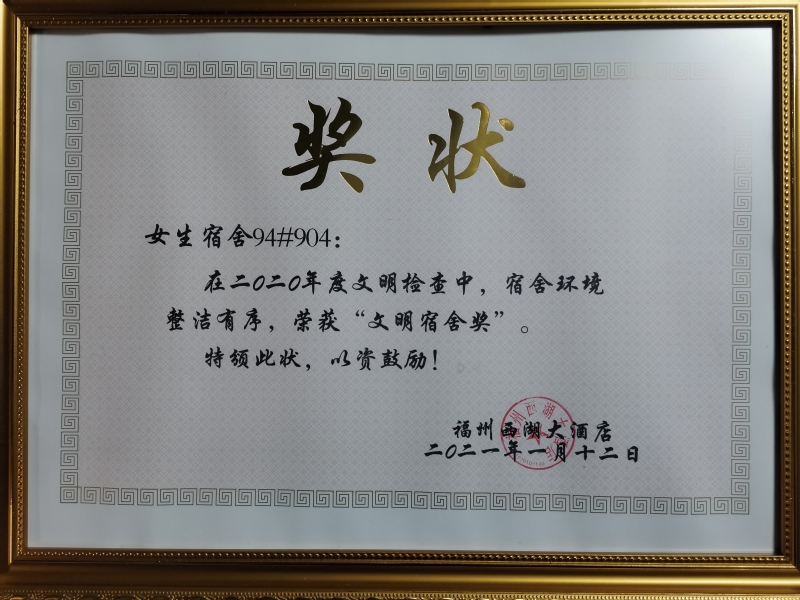 奖 状
女生宿舍94#904：
在二〇二〇年度文明检查中，宿舍环境
整洁有序，荣获“文明宿舍奖”。
特颁此状，以资鼓励！
福州西湖大酒店
二〇二一年一月十二日